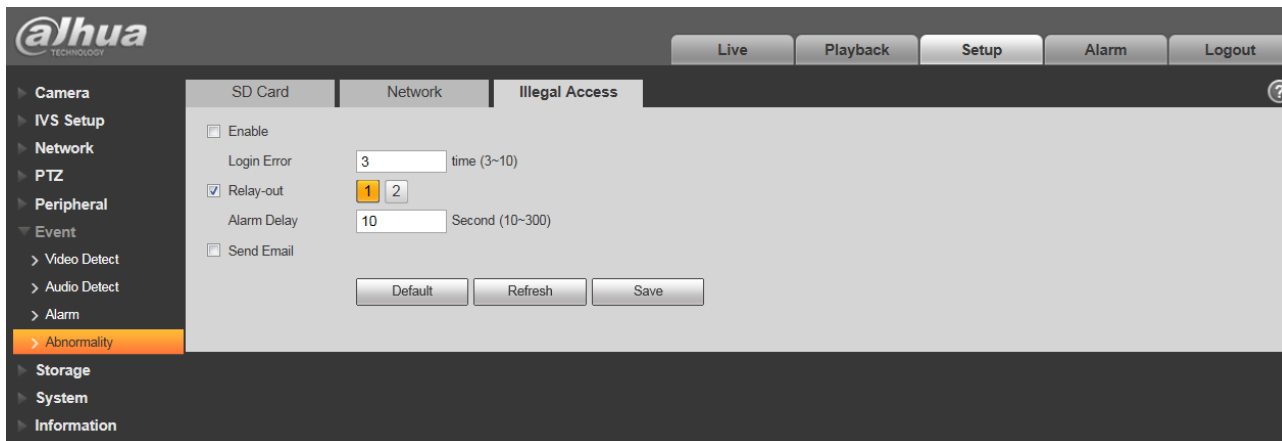 alhua
TECHNOLOGY
Live Playback Setup Alarm Logout
Camera
IVS Setup
Network
PTZ
Peripheral
Event
Video Detect
Audio Detect
Alarm
Abnormality
Storage
System
Information
SD Card Network Illegal Access
?
Enable
Login Error 3 time (3~10)
Relay-out 1 2
Alarm Delay 10 Second (10~300)
Send Email
Default Refresh Save